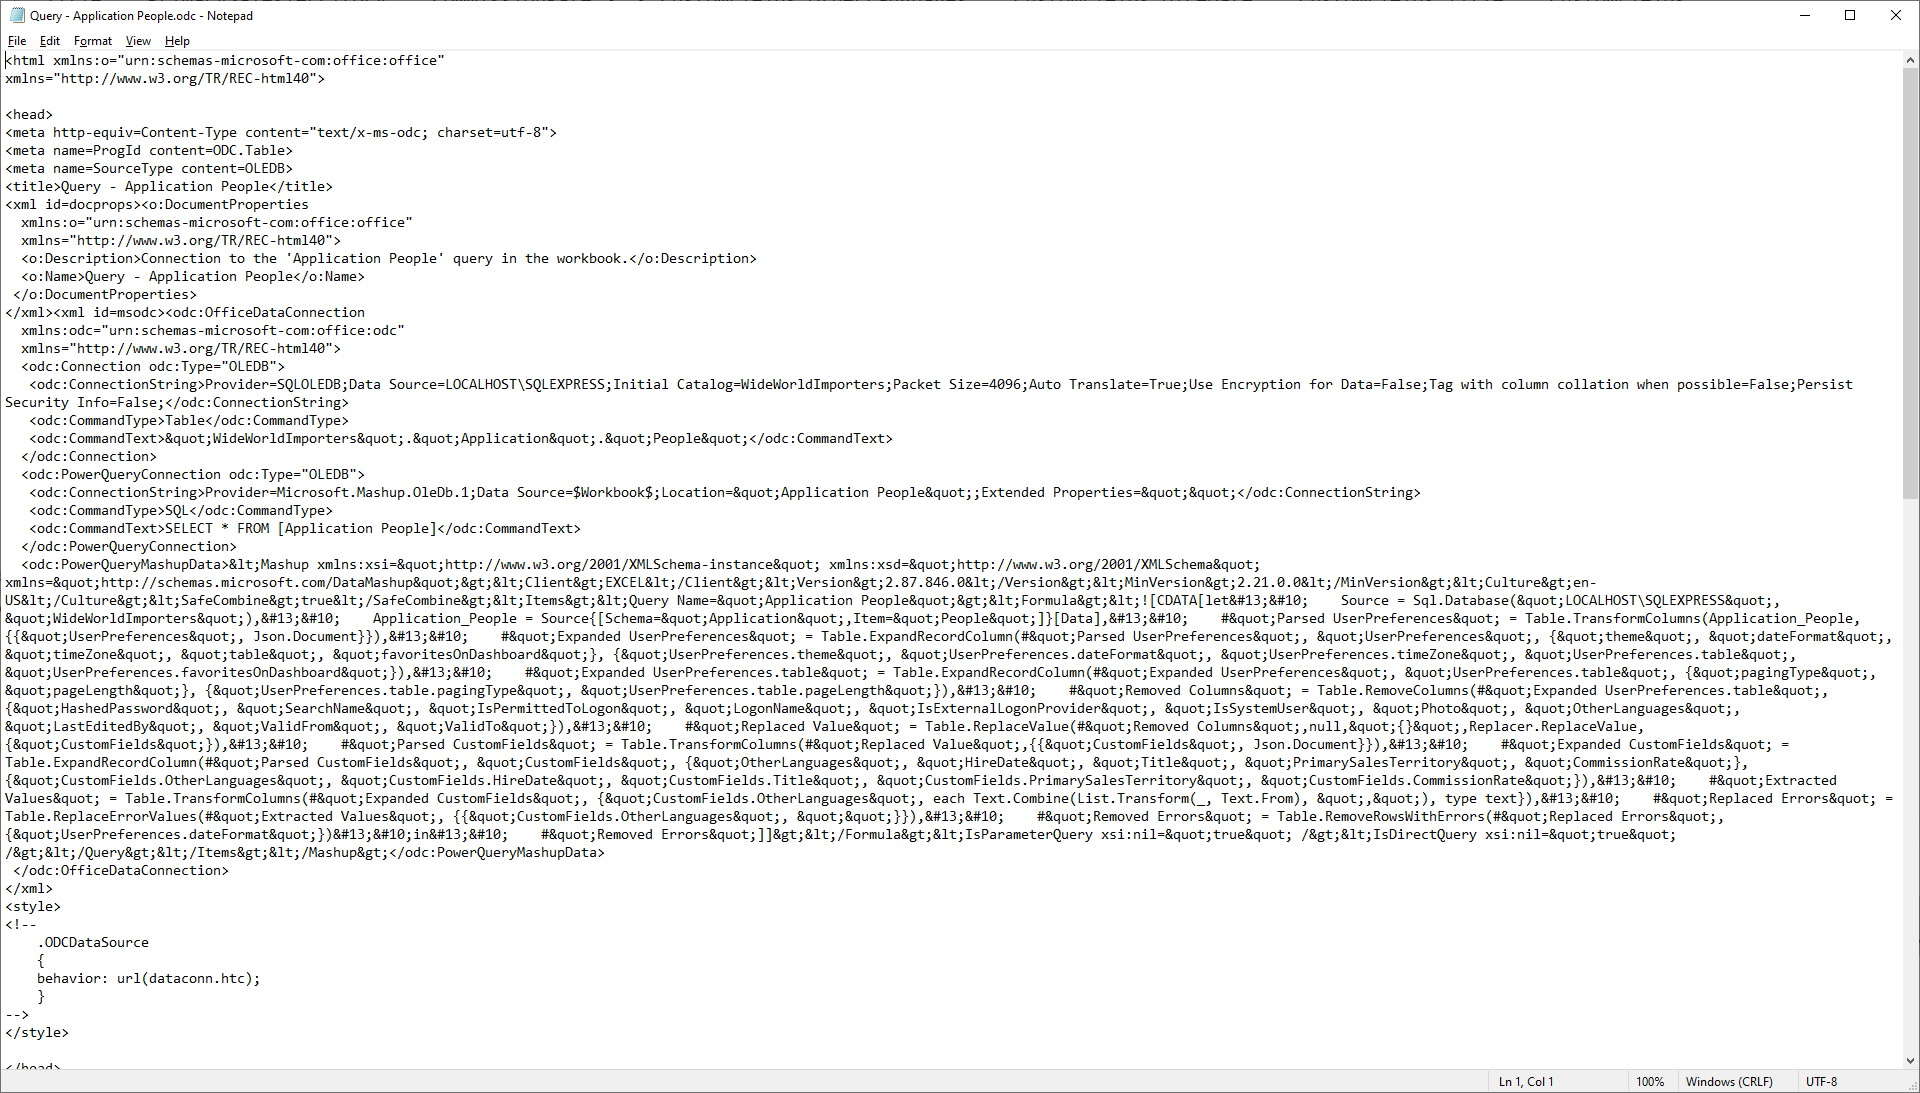 Query - Application People.odc - Notepad
File Edit Format View Help
<html xmlns:o="urn:schemas-microsoft-com:office:office"
xmlns="http://www.w3.org/TR/REC-html40">
<head>
<meta http-equiv=Content-Type content="text/x-ms-odc; charset=utf-8">
<meta name=ProgId content=ODC.Table>
<meta name=SourceType content=OLEDB>
<title>Query - Application People</title>
<xml id=docprops><o:DocumentProperties
xmlns:o="urn:schemas-microsoft-com:office:office"
xmlns="http://www.w3.org/TR/REC-html40">
<o:Description>Connection to the 'Application People' query in the workbook.</o:Description>
<o:Name>Query - Application People</o:Name>
</o:DocumentProperties>
</xml><xml id=msodc><odc:OfficeDataConnection
xmlns:odc="urn:schemas-microsoft-com:office:odc"
xmlns="http://www.w3.org/TR/REC-html40">
<odc:Connection odc:Type="OLEDB">
<odc:ConnectionString>Provider=SQLOLEDB;Data Source=LOCALHOST\SQLEXPRESS;Initial Catalog=WideWorldImporters;Packet Size=4096;Auto Translate=True;Use Encryption for Data=False;Tag with column collation when possible=False;Persist
Security Info=False;</odc:ConnectionString>
<odc:CommandType>Table</odc:CommandType>
<odc:CommandText>&quot;WideWorldImporters&quot;.&quot;Application&quot;.&quot;People&quot;</odc:CommandText>
</odc:Connection>
<odc:PowerQueryConnection odc:Type="OLEDB">
<odc:ConnectionString>Provider=Microsoft.Mashup.OleDb.1;Data Source=$Workbook$;Location=&quot;Application People&quot;;Extended Properties=&quot;&quot;</odc:ConnectionString>
<odc:CommandType>SQL</odc:CommandType>
<odc:CommandText>SELECT * FROM [Application People]</odc:CommandText>
</odc:PowerQueryConnection>
<odc:PowerQueryMashupData>&lt;Mashup xmlns:xsi=&quot;http://www.w3.org/2001/XMLSchema-instance&quot; xmlns:xsd=&quot;http://www.w3.org/2001/XMLSchema&quot;
xmlns=&quot;http://schemas.microsoft.com/DataMashup&quot;&gt;&lt;Client&gt;EXCEL&lt;/Client&gt;&lt;Version&gt;2.87.846.0&lt;/Version&gt;&lt;MinVersion&gt;2.21.0.0&lt;/MinVersion&gt;&lt;Culture&gt;en-
US&lt;/Culture&gt;&lt;SafeCombine&gt;true&lt;/SafeCombine&gt;&lt;Items&gt;&lt;Query Name=&quot;Application People&quot;&gt;&lt;Formula&gt;&lt;![CDATA[let&#13;&#10;    Source = Sql.Database(&quot;LOCALHOST\SQLEXPRESS&quot;,
&quot;WideWorldImporters&quot;),&#13;&#10;    Application_People = Source{[Schema=&quot;Application&quot;,Item=&quot;People&quot;]}[Data],&#13;&#10;    #&quot;Parsed UserPreferences&quot; = Table.TransformColumns(Application_People,
{{&quot;UserPreferences&quot;, Json.Document}}),&#13;&#10;    #&quot;Expanded UserPreferences&quot; = Table.ExpandRecordColumn(#&quot;Parsed UserPreferences&quot;, &quot;UserPreferences&quot;, {&quot;theme&quot;, &quot;dateFormat&quot;,
&quot;timeZone&quot;, &quot;table&quot;, &quot;favoritesOnDashboard&quot;}, {&quot;UserPreferences.theme&quot;, &quot;UserPreferences.dateFormat&quot;, &quot;UserPreferences.timeZone&quot;, &quot;UserPreferences.table&quot;,
&quot;UserPreferences.favoritesOnDashboard&quot;}),&#13;&#10;    #&quot;Expanded UserPreferences.table&quot; = Table.ExpandRecordColumn(#&quot;Expanded UserPreferences&quot;, &quot;UserPreferences.table&quot;, {&quot;pagingType&quot;,
&quot;pageLength&quot;}, {&quot;UserPreferences.table.pagingType&quot;, &quot;UserPreferences.table.pageLength&quot;}),&#13;&#10;    #&quot;Removed Columns&quot; = Table.RemoveColumns(#&quot;Expanded UserPreferences.table&quot;,
{&quot;HashedPassword&quot;, &quot;SearchName&quot;, &quot;IsPermittedToLogon&quot;, &quot;LogonName&quot;, &quot;IsExternalLogonProvider&quot;, &quot;IsSystemUser&quot;, &quot;Photo&quot;, &quot;OtherLanguages&quot;,
&quot;LastEditedBy&quot;, &quot;ValidFrom&quot;, &quot;ValidTo&quot;}),&#13;&#10;    #&quot;Replaced Value&quot; = Table.ReplaceValue(#&quot;Removed Columns&quot;,null,&quot;{}&quot;,Replacer.ReplaceValue,
{&quot;CustomFields&quot;}),&#13;&#10;    #&quot;Parsed CustomFields&quot; = Table.TransformColumns(#&quot;Replaced Value&quot;,{{&quot;CustomFields&quot;, Json.Document}}),&#13;&#10;    #&quot;Expanded CustomFields&quot; =
Table.ExpandRecordColumn(#&quot;Parsed CustomFields&quot;, &quot;CustomFields&quot;, {&quot;OtherLanguages&quot;, &quot;HireDate&quot;, &quot;Title&quot;, &quot;PrimarySalesTerritory&quot;, &quot;CommissionRate&quot;},
{&quot;CustomFields.OtherLanguages&quot;, &quot;CustomFields.HireDate&quot;, &quot;CustomFields.Title&quot;, &quot;CustomFields.PrimarySalesTerritory&quot;, &quot;CustomFields.CommissionRate&quot;}),&#13;&#10;    #&quot;Extracted
Values&quot; = Table.TransformColumns(#&quot;Expanded CustomFields&quot;, {&quot;CustomFields.OtherLanguages&quot;, each Text.Combine(List.Transform(_, Text.From), &quot;,&quot;), type text}),&#13;&#10;    #&quot;Replaced Errors&quot; =
Table.ReplaceErrorValues(#&quot;Extracted Values&quot;, {{&quot;CustomFields.OtherLanguages&quot;, &quot;&quot;}}),&#13;&#10;    #&quot;Removed Errors&quot; = Table.RemoveRowsWithErrors(#&quot;Replaced Errors&quot;,
{&quot;UserPreferences.dateFormat&quot;})&#13;&#10;in&#13;&#10;    #&quot;Removed Errors&quot;]]&gt;&lt;/Formula&gt;&lt;IsParameterQuery xsi:nil=&quot;true&quot; /&gt;&lt;IsDirectQuery xsi:nil=&quot;true&quot;
/&gt;&lt;/Query&gt;&lt;/Items&gt;&lt;/Mashup&gt;</odc:PowerQueryMashupData>
</odc:OfficeDataConnection>
</xml>
<style>
<!--
.ODCDataSource
{
behavior: url(dataconn.htc);
}
-->
</style>
</head>
Ln 1, Col 1 100% Windows (CRLF) UTF-8